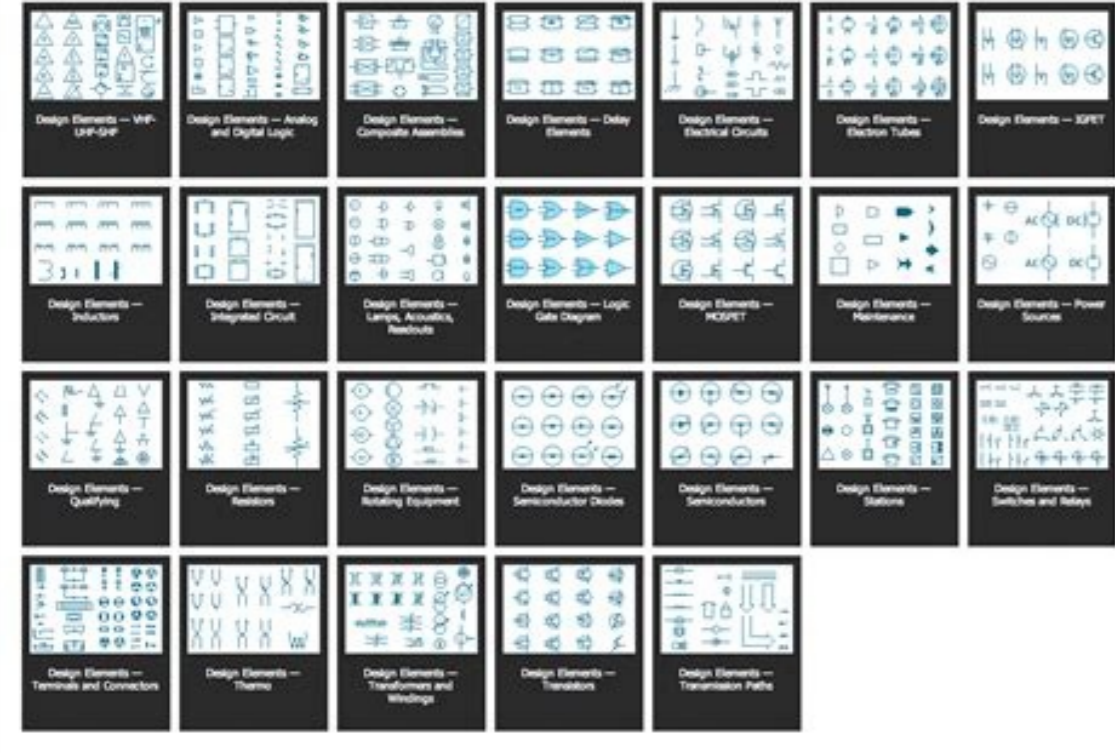 Design Elements — VHF-
UHF-SHF
Design Elements — Analog
and Digital Logic
Design Elements —
Composite Assemblies
Design Elements — Delay
Elements
Design Elements —
Electrical Circuits
Design Elements —
Electron Tubes
Design Elements — IGFET
Design Elements —
Inductors
Design Elements —
Integrated Circuit
Design Elements —
Lamps, Acoustics,
Readouts
Design Elements — Logic
Gate Diagram
Design Elements —
MOSFET
Design Elements —
Maintenance
AC
DC
AC
DC
Design Elements — Power
Sources
Design Elements —
Qualifying
Design Elements —
Resistors
Design Elements —
Rotating Equipment
Design Elements —
Semiconductor Diodes
Design Elements —
Semiconductors
Design Elements —
Stations
Design Elements —
Switches and Relays
Design Elements —
Terminals and Connectors
Design Elements —
Thermo
Design Elements —
Transformers and
Windings
Design Elements —
Transistors
Design Elements —
Transmission Paths